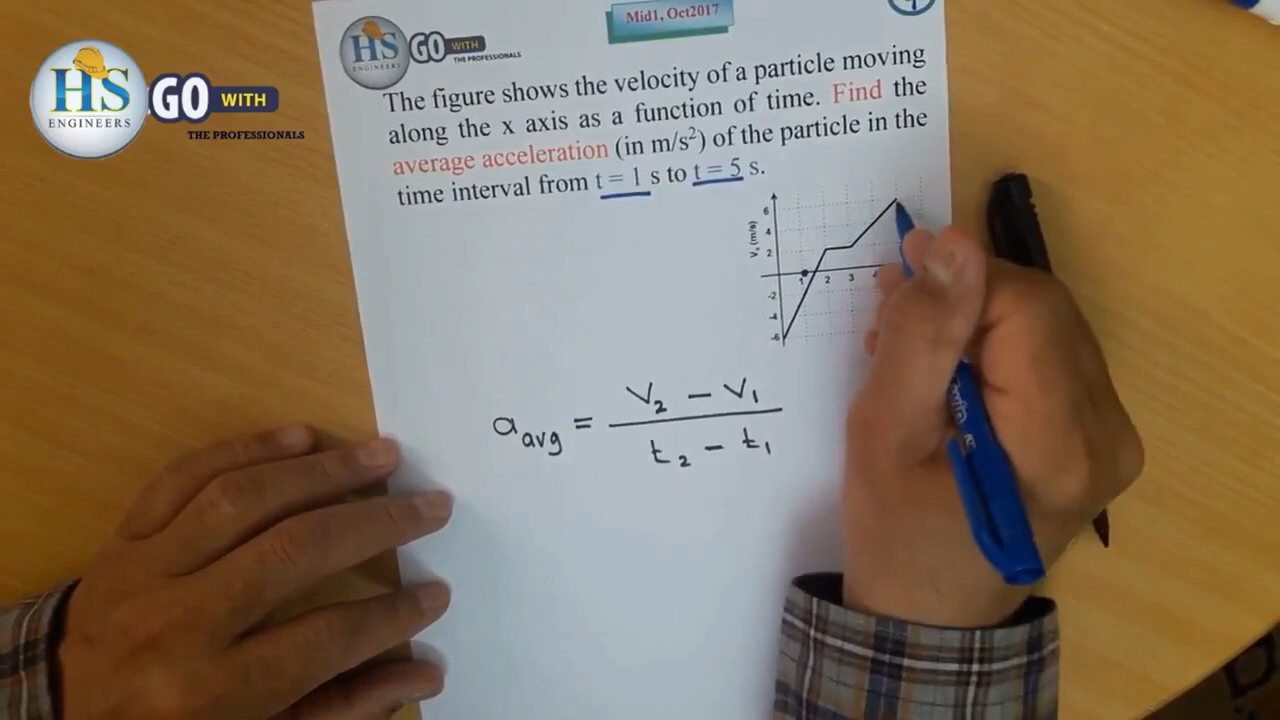 Mid1, Oct2017
HS
ENGINEERS
GO WITH
THE PROFESSIONALS
HS
ENGINEERS
GO WITH
THE PROFESSIONALS
The figure shows the velocity of a particle moving
along the x axis as a function of time. Find the
average acceleration (in m/s²) of the particle in the
time interval from t = 1 s to t = 5 s.
Vₓ (m/s)
6
4
2
-2
-4
-6
1 2 3 4
a avg = V₂ - V₁
t₂ - t₁